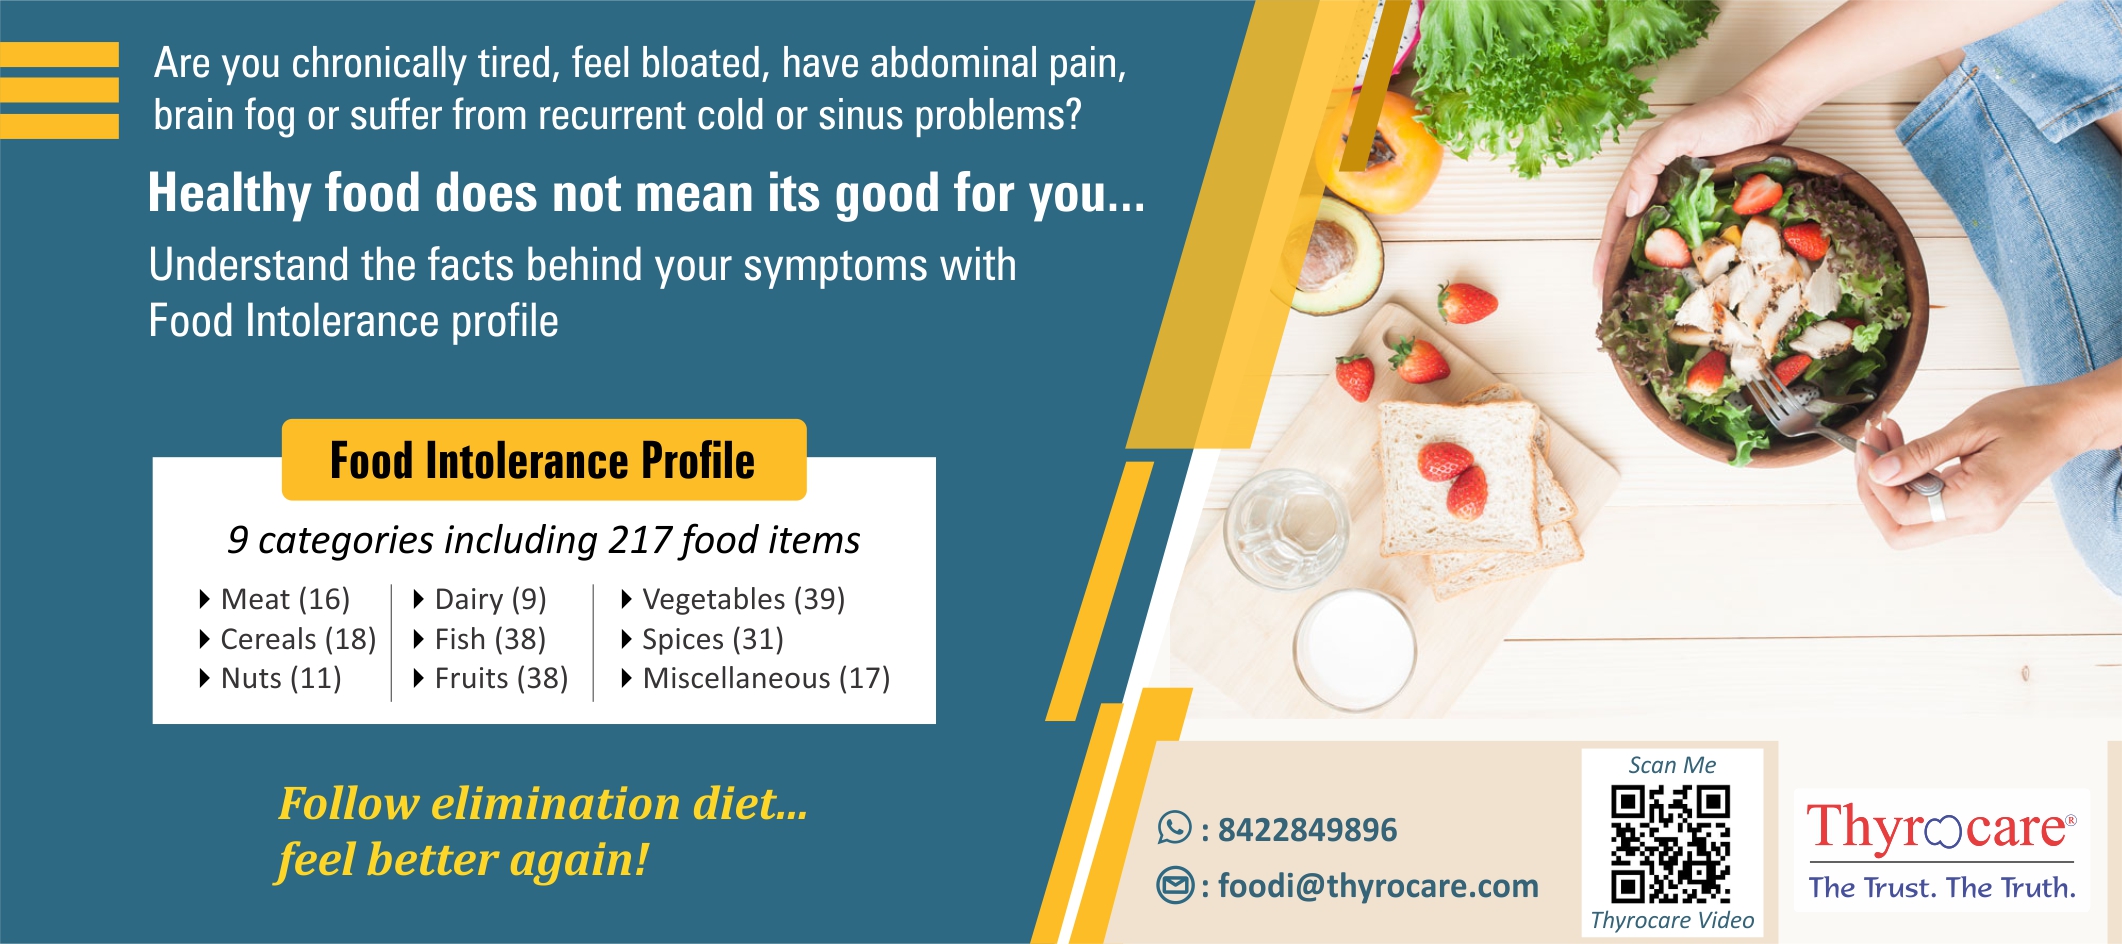 Are you chronically tired, feel bloated, have abdominal pain,
brain fog or suffer from recurrent cold or sinus problems?
Healthy food does not mean its good for you...
Understand the facts behind your symptoms with
Food Intolerance profile
Food Intolerance Profile
9 categories including 217 food items
Meat (16)
Cereals (18)
Nuts (11)
Dairy (9)
Fish (38)
Fruits (38)
Vegetables (39)
Spices (31)
Miscellaneous (17)
Follow elimination diet...
feel better again!
: 8422849896
: foodi@thyrocare.com
Scan Me
Thyrocare Video
Thyrocare®
The Trust. The Truth.